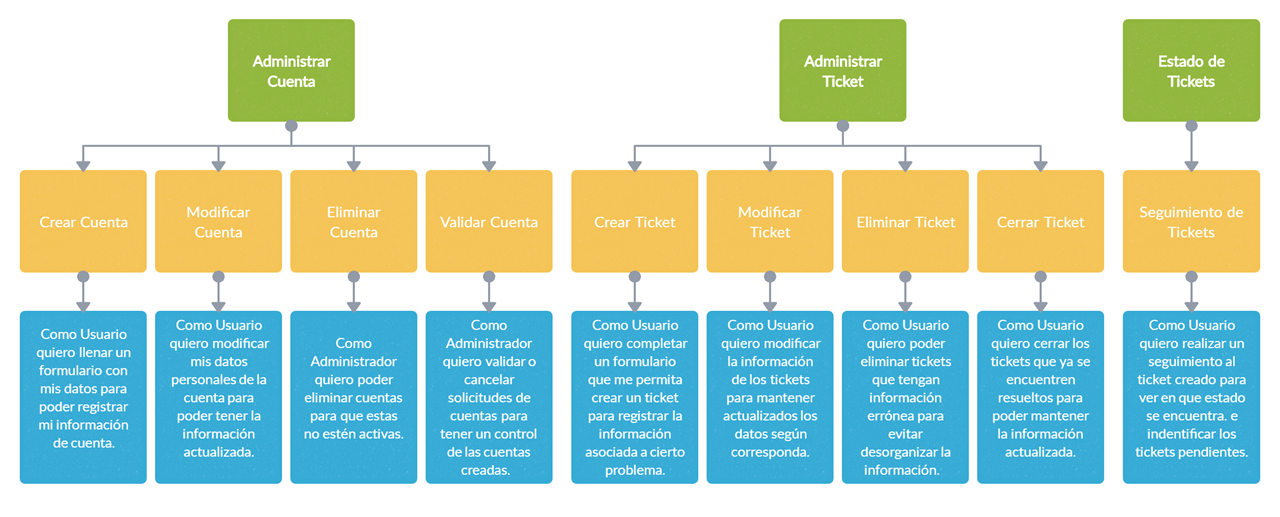 Administrar
Cuenta
Administrar
Ticket
Estado de
Tickets
Crear Cuenta
Modificar
Cuenta
Eliminar
Cuenta
Validar Cuenta
Crear Ticket
Modificar
Ticket
Eliminar Ticket
Cerrar Ticket
Seguimiento de
Tickets
Como Usuario
quiero llenar un
formulario con
mis datos para
poder registrar
mi información
de cuenta.
Como Usuario
quiero modificar
mis datos
personales de la
cuenta para
poder tener la
información
actualizada.
Como
Administrador
quiero poder
eliminar cuentas
para que estas
no estén activas.
Como
Administrador
quiero validar o
cancelar
solicitudes de
cuentas para
tener un control
de las cuentas
creadas.
Como Usuario
quiero completar
un formulario
que me permita
crear un ticket
para registrar la
información
asociada a cierto
problema.
Como Usuario
quiero modificar
la información
de los tickets
para mantener
actualizados los
datos según
corresponda.
Como Usuario
quiero poder
eliminar tickets
que tengan
información
errónea para
evitar
desorganizar la
información.
Como Usuario
quiero cerrar los
tickets que ya se
encuentren
resueltos para
poder mantener
la información
actualizada.
Como Usuario
quiero realizar un
seguimiento al
ticket creado para
ver en que estado
se encuentra. e
indentificar los
tickets pendientes.